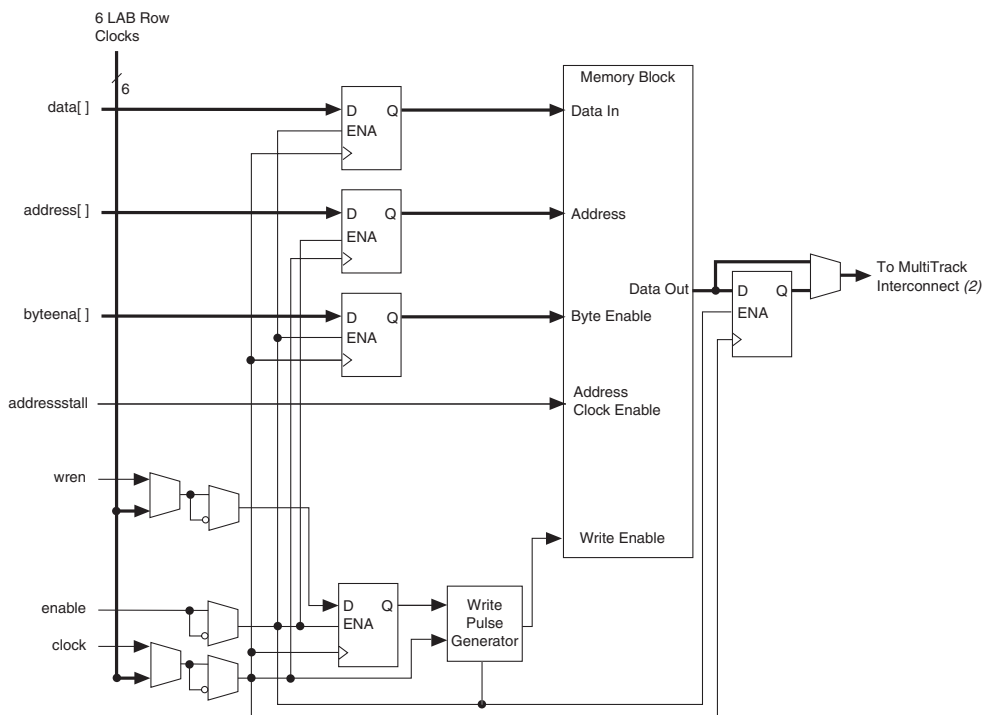 6 LAB Row
Clocks
6
data[ ]
D Q
ENA
Memory Block
Data In
address[ ]
D Q
ENA
Address
byteena[ ]
D Q
ENA
Data Out
Byte Enable
D Q
ENA
To MultiTrack
Interconnect (2)
addressstall
Address
Clock Enable
wren
Write Enable
enable
D Q
ENA
Write
Pulse
Generator
clock